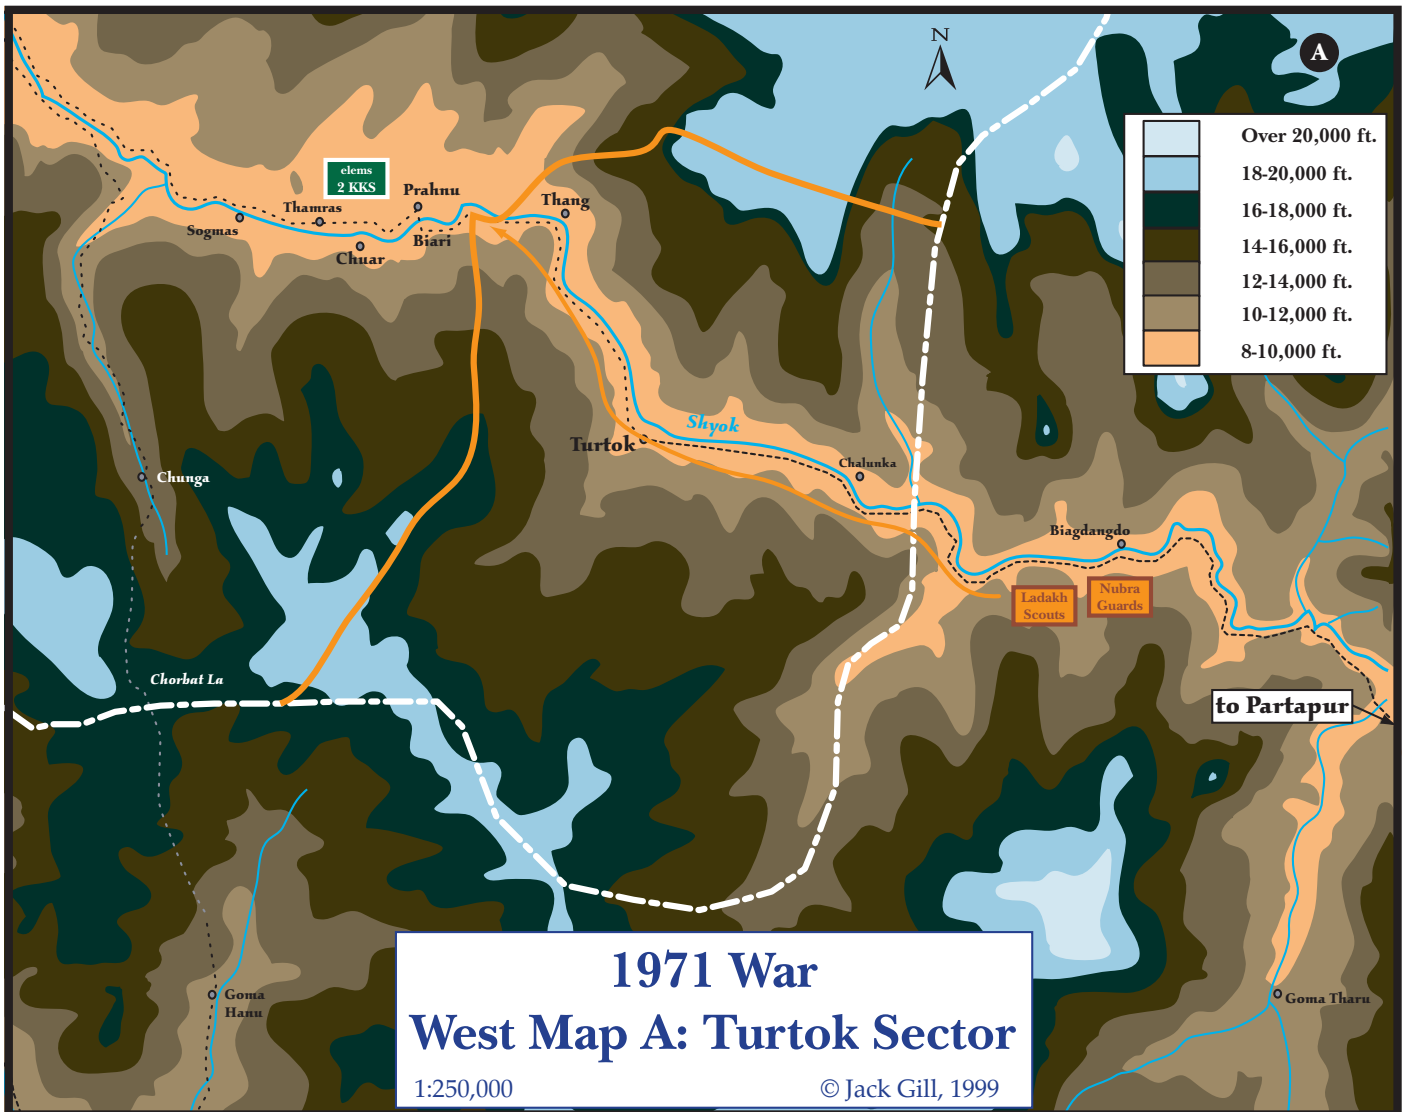 N
A
Over 20,000 ft.
18-20,000 ft.
16-18,000 ft.
14-16,000 ft.
12-14,000 ft.
10-12,000 ft.
8-10,000 ft.
elems
2 KKS
Prahnu
Thamras
Thang
Sogmas
Biari
Chuar
Shyok
Turtok
Chalunka
Chunga
Biagdangdo
Ladakh
Scouts
Nubra
Guards
Chorbat La
to Partapur
Goma
Hanu
Goma Tharu
1971 War
West Map A: Turtok Sector
1:250,000
© Jack Gill, 1999